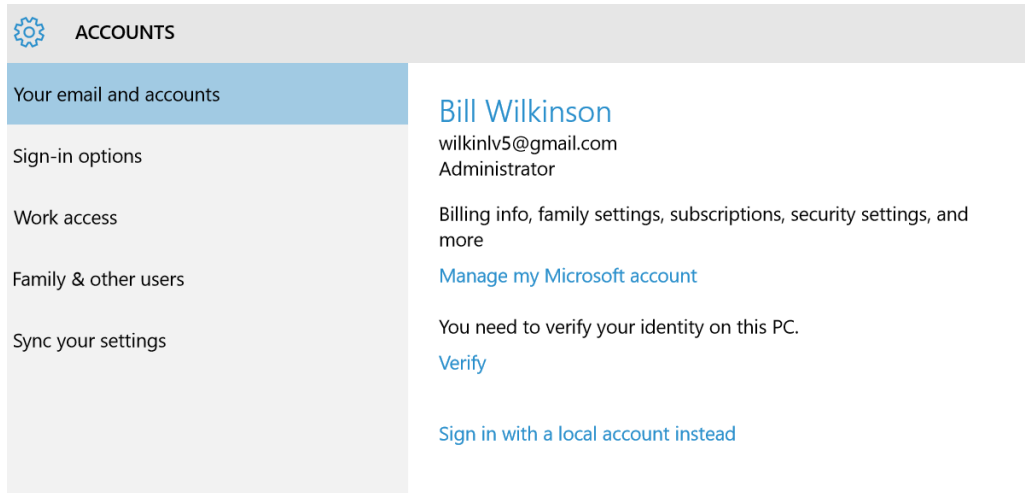 ACCOUNTS
Your email and accounts
Sign-in options
Work access
Family & other users
Sync your settings
Bill Wilkinson
wilkinlv5@gmail.com
Administrator
Billing info, family settings, subscriptions, security settings, and
more
Manage my Microsoft account
You need to verify your identity on this PC.
Verify
Sign in with a local account instead